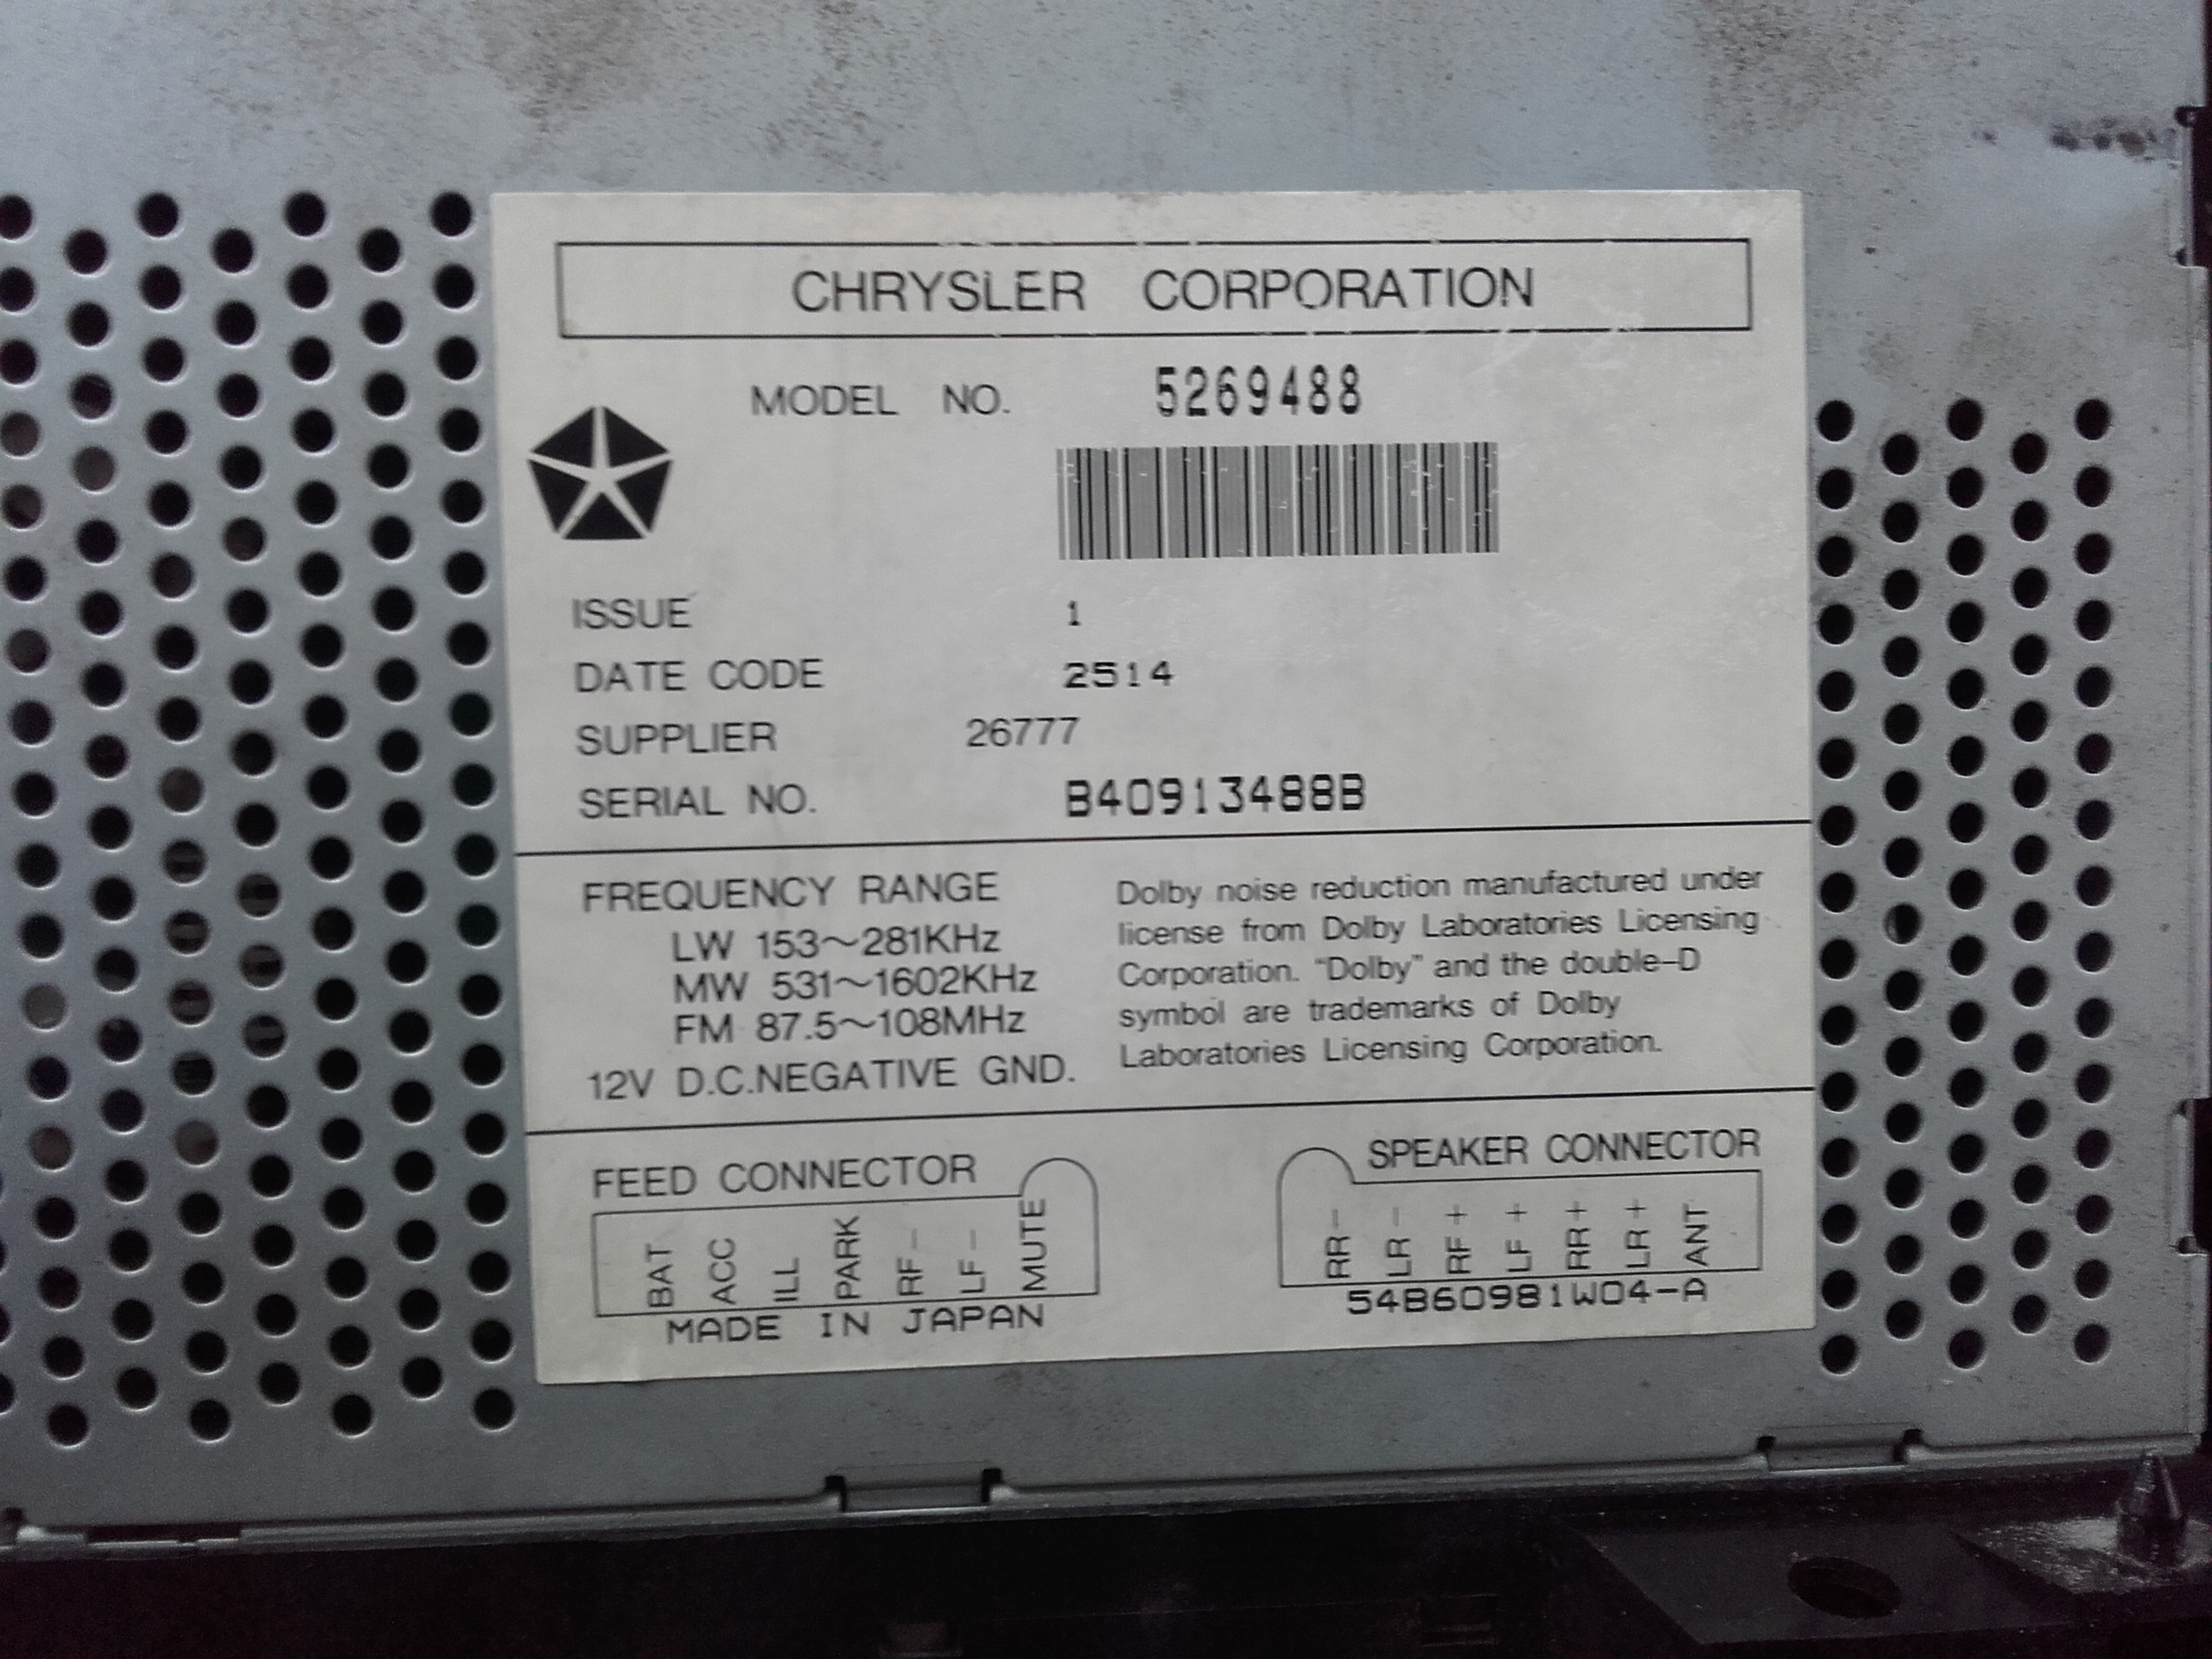 CHRYSLER CORPORATION
MODEL NO. 5269488
ISSUE 1
DATE CODE 2514
SUPPLIER 26777
SERIAL NO. B40913488B
FREQUENCY RANGE
LW 153~281KHz
MW 531~1602KHz
FM 87.5~108MHz
12V D.C.NEGATIVE GND.
Dolby noise reduction manufactured under
license from Dolby Laboratories Licensing
Corporation. "Dolby" and the double-D
symbol are trademarks of Dolby
Laboratories Licensing Corporation.
FEED CONNECTOR
BAT
ACC
ILL
PARK
RF-
LF-
MUTE
MADE IN JAPAN
SPEAKER CONNECTOR
RR-
LR-
RF+
LF+
RR+
LR+
ANT
54B60981W04-A